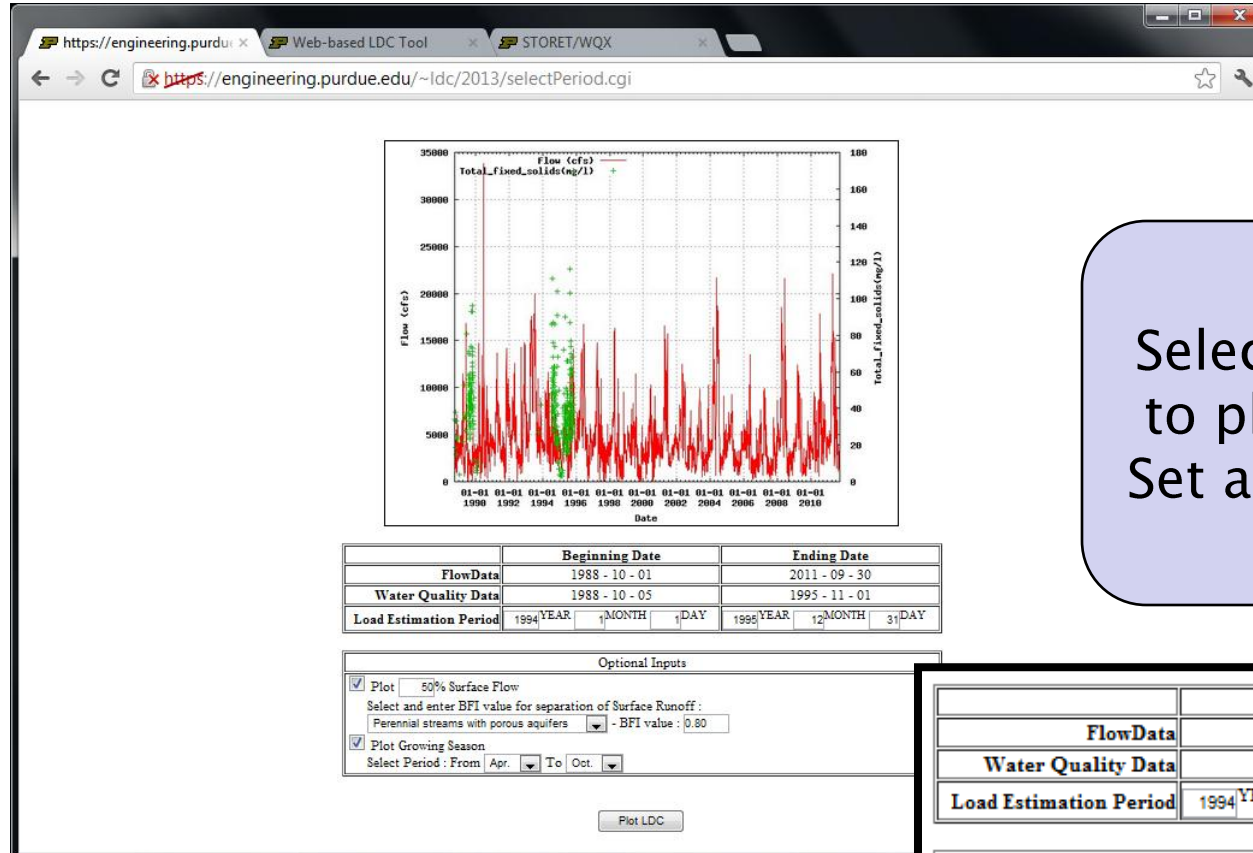 https://engineering.purdu
Web-based LDC Tool
STORET/WQX
https://engineering.purdue.edu/~ldc/2013/selectPeriod.cgi
Flow (cfs)
Total_fixed_solids(mg/l)
35000
30000
25000
20000
15000
10000
5000
0
Flow (cfs)
180
160
140
120
100
80
60
40
20
0
Total_fixed_solids(mg/l)
01-01 01-01 01-01 01-01 01-01 01-01 01-01 01-01 01-01 01-01 01-01
1990 1992 1994 1996 1998 2000 2002 2004 2006 2008 2010
Date
Beginning Date Ending Date
FlowData 1988 - 10 - 01 2011 - 09 - 30
Water Quality Data 1988 - 10 - 05 1995 - 11 - 01
Load Estimation Period 1994 YEAR 1 MONTH 1 DAY 1995 YEAR 12 MONTH 31 DAY
Optional Inputs
Plot 50 % Surface Flow
Select and enter BFI value for separation of Surface Runoff :
Perennial streams with porous aquifers - BFI value : 0.80
Plot Growing Season
Select Period : From Apr. To Oct.
Plot LDC
Selec
to p
Set a
FlowData
Water Quality Data
Load Estimation Period 1994 YE